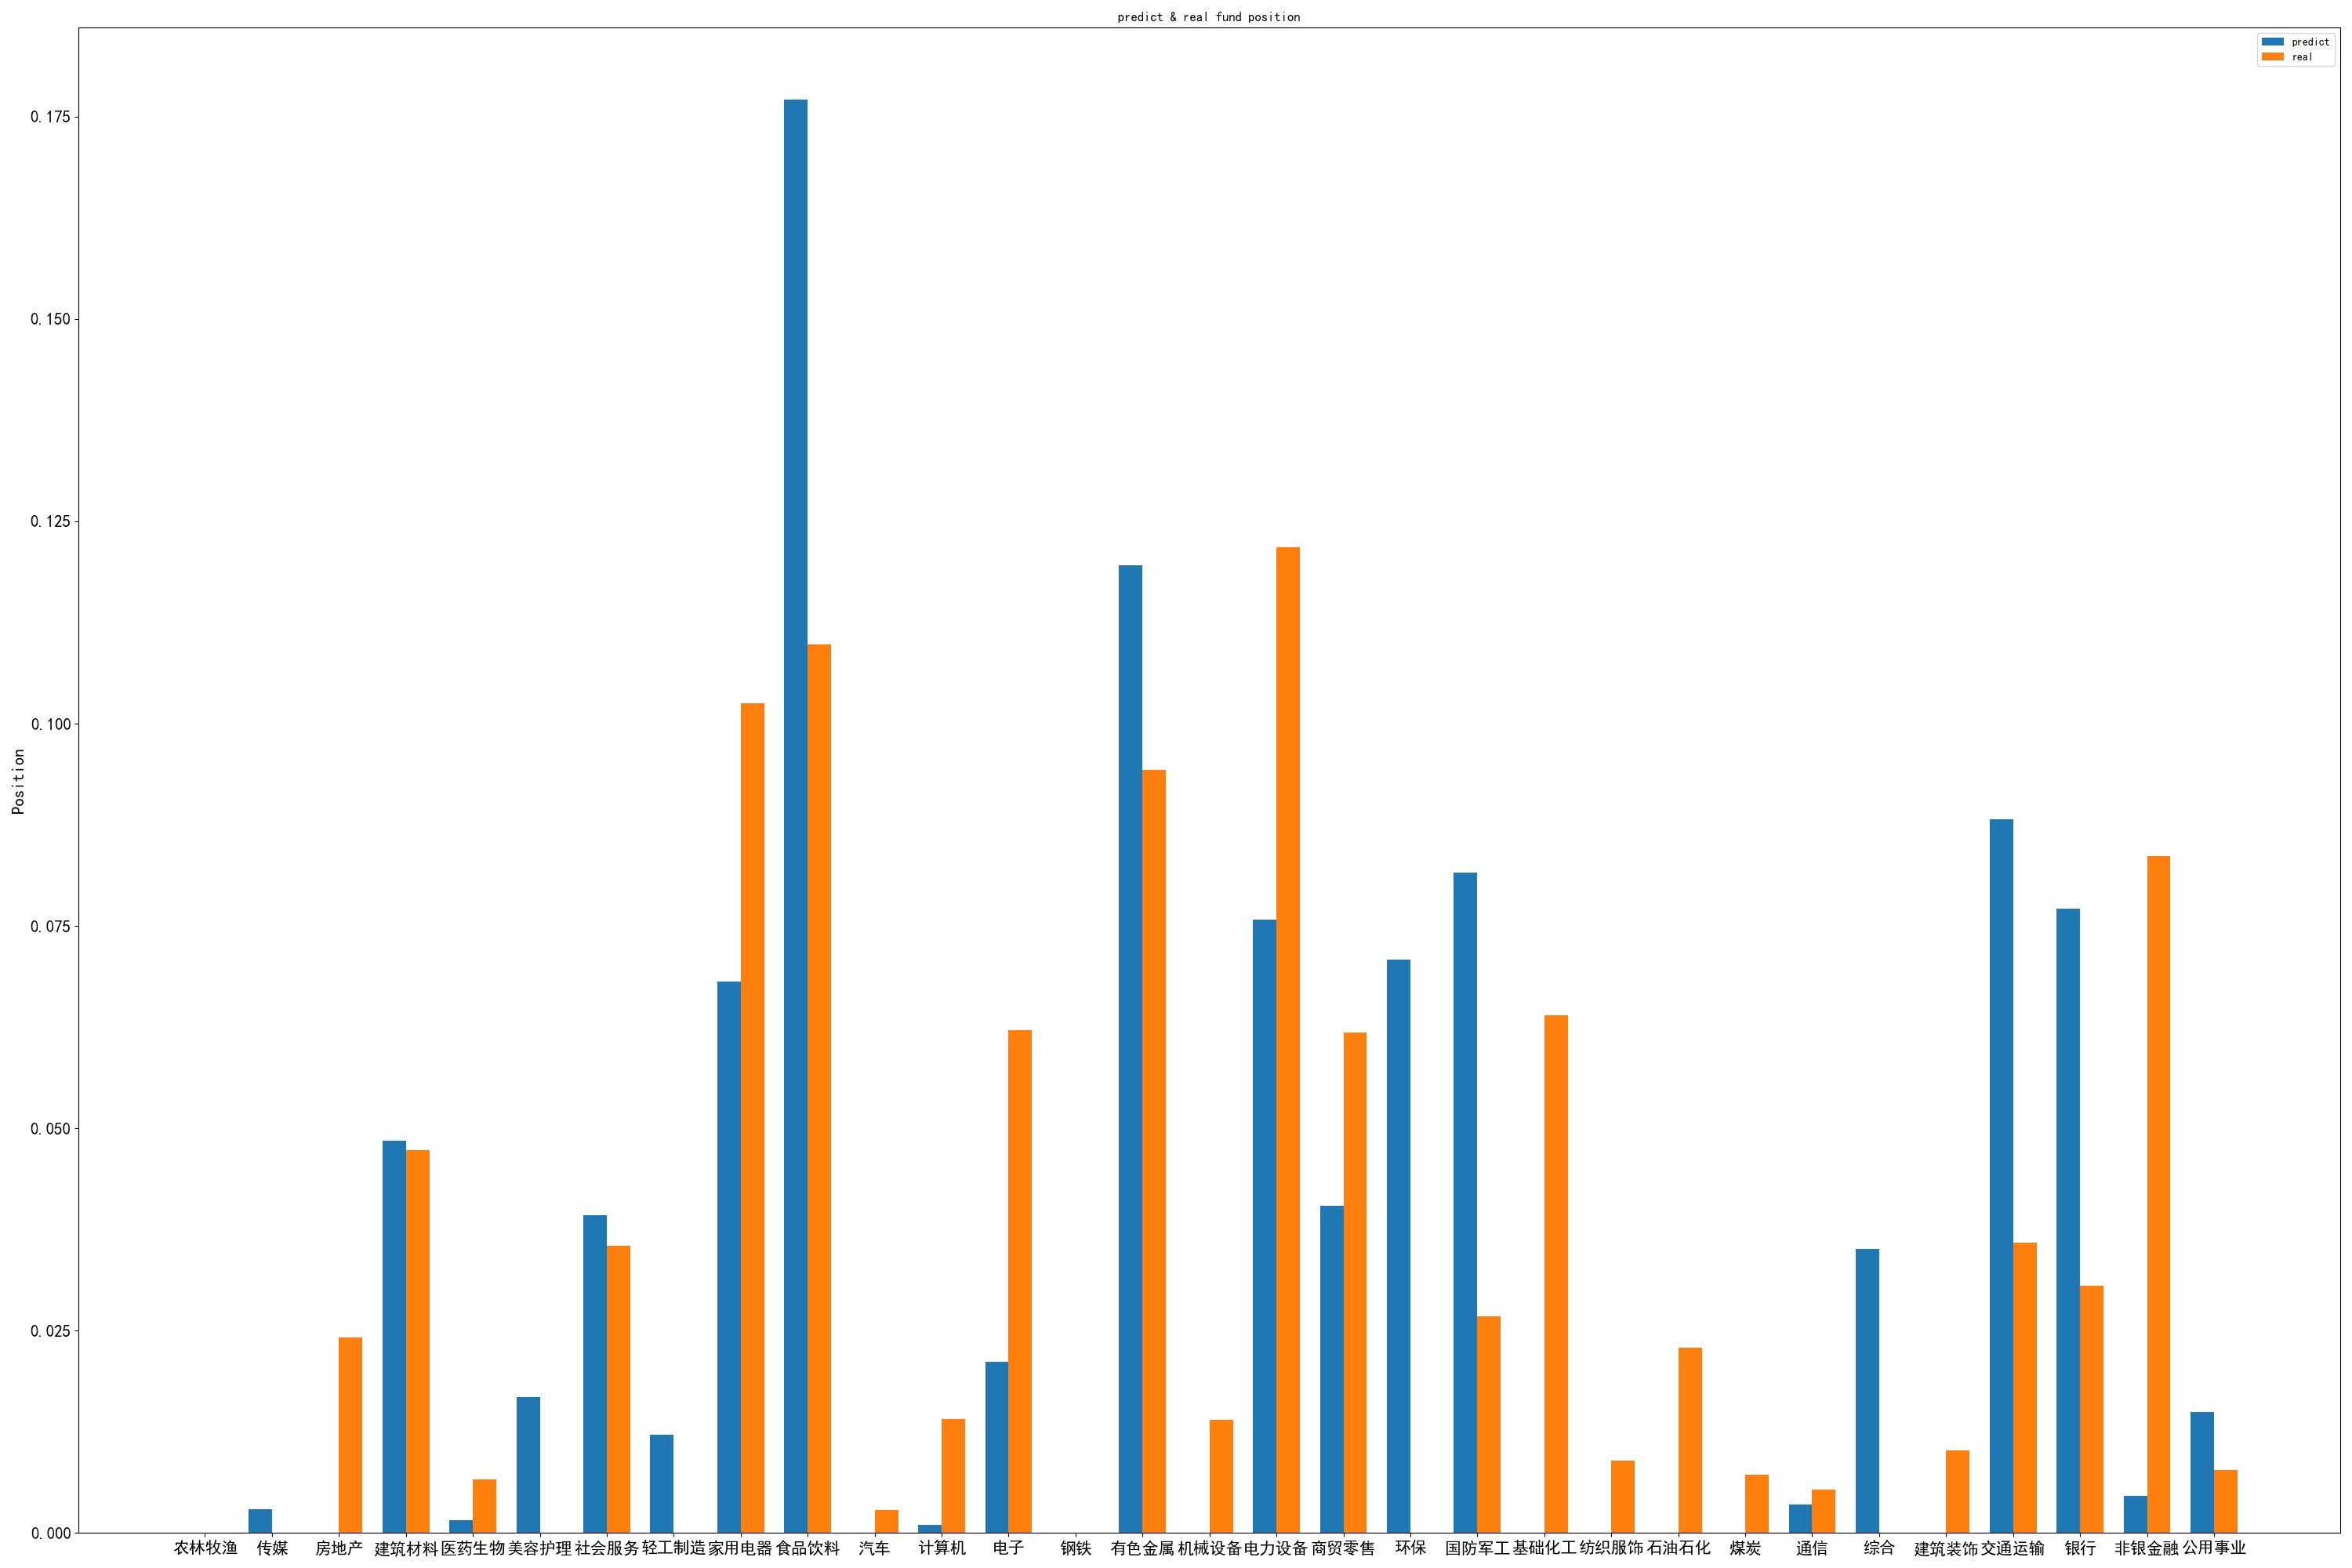 predict & real fund position
predict
real
Position
0.175
0.150
0.125
0.100
0.075
0.050
0.025
0.000
农林牧渔 传媒 房地产 建筑材料 医药生物 美容护理 社会服务 轻工制造 家用电器 食品饮料 汽车 计算机 电子 钢铁 有色金属 机械设备 电力设备 商贸零售 环保 国防军工 基础化工 纺织服饰 石油石化 煤炭 通信 综合 建筑装饰 交通运输 银行 非银金融 公用事业